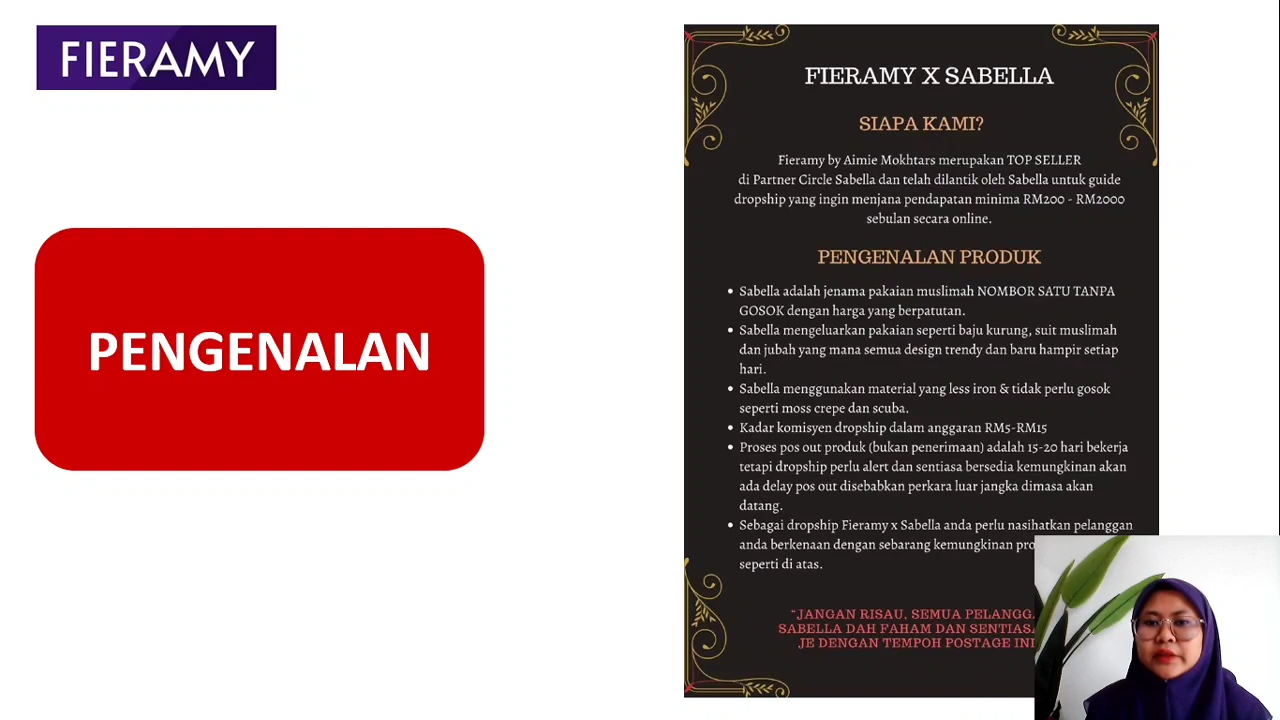 FIERAMY
PENGENALAN
FIERAMY X SABELLA
SIAPA KAMI?
Fieramy by Aimie Mokhtars merupakan TOP SELLER
di Partner Circle Sabella dan telah dilantik oleh Sabella untuk guide
dropship yang ingin menjana pendapatan minima RM200 - RM2000
sebulan secara online.
PENGENALAN PRODUK
• Sabella adalah jenama pakaian muslimah NOMBOR SATU TANPA
GOSOK dengan harga yang berpatutan.
• Sabella mengeluarkan pakaian seperti baju kurung, suit muslimah
dan jubah yang mana semua design trendy dan baru hampir setiap
hari.
• Sabella menggunakan material yang less iron & tidak perlu gosok
seperti moss crepe dan scuba.
• Kadar komisyen dropship dalam anggaran RM5-RM15
• Proses pos out produk (bukan penerimaan) adalah 15-20 hari bekerja
tetapi dropship perlu alert dan sentiasa bersedia kemungkinan akan
ada delay pos out disebabkan perkara luar jangka dimasa akan
datang.
• Sebagai dropship Fieramy x Sabella anda perlu nasihatkan pelanggan
anda berkenaan dengan sebarang kemungkinan
seperti di atas.
"JANGAN RISAU, SEMUA
SABELLA DAH FAHAM DAN
JE DENGAN TEMPOH POSTAGE INI